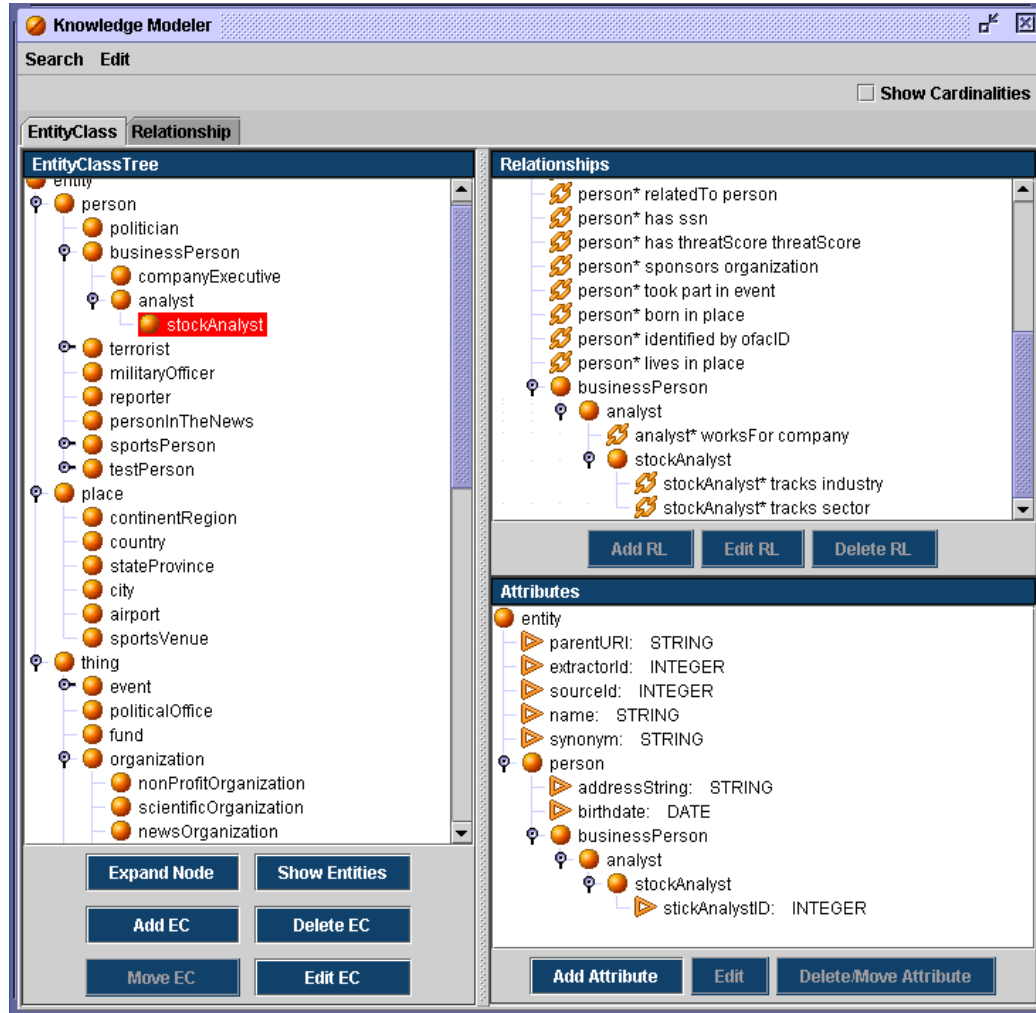 Knowledge Modeler
Search Edit
Show Cardinalities
EntityClass Relationship
EntityClassTree
entity
person
politician
businessPerson
companyExecutive
analyst
stockAnalyst
terrorist
militaryOfficer
reporter
personInTheNews
sportsPerson
testPerson
place
continentRegion
country
stateProvince
city
airport
sportsVenue
thing
event
politicalOffice
fund
organization
nonProfitOrganization
scientificOrganization
newsOrganization
Expand Node Show Entities
Add EC Delete EC
Move EC Edit EC
Relationships
person* relatedTo person
person* has ssn
person* has threatScore threatScore
person* sponsors organization
person* took part in event
person* born in place
person* identified by ofacID
person* lives in place
businessPerson
analyst
analyst* worksFor company
stockAnalyst
stockAnalyst* tracks industry
stockAnalyst* tracks sector
Add RL Edit RL Delete RL
Attributes
entity
parentURI: STRING
extractorId: INTEGER
sourceId: INTEGER
name: STRING
synonym: STRING
person
addressString: STRING
birthdate: DATE
businessPerson
analyst
stockAnalyst
stickAnalystID: INTEGER
Add Attribute Edit Delete/Move Attribute